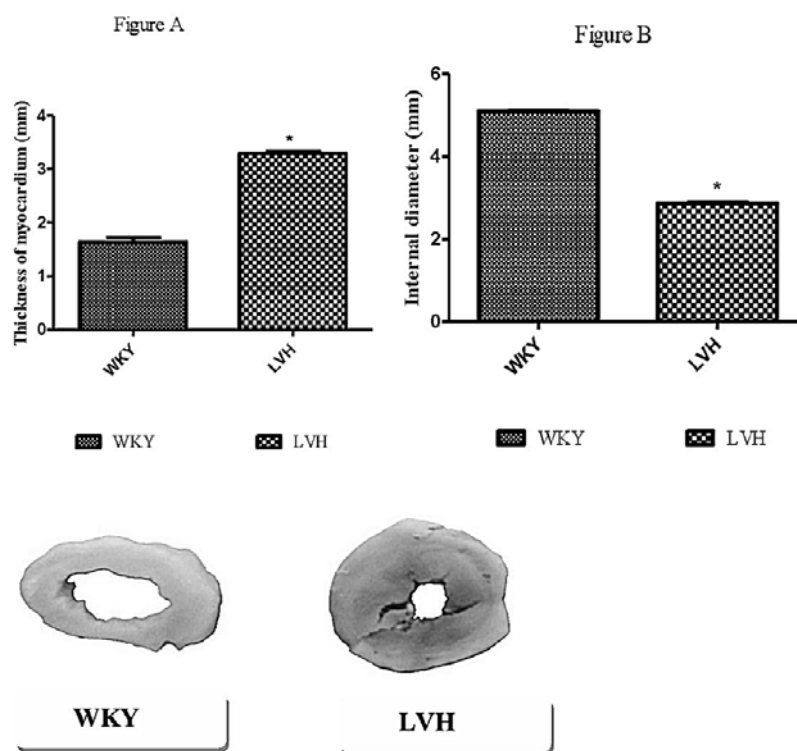 Figure A
Thickness of myocardium (mm)
4
3
2
1
0
*
WKY
LVH
WKY
LVH
Figure B
Internal diameter (mm)
6
4
2
0
*
WKY
LVH
WKY
LVH
WKY
LVH